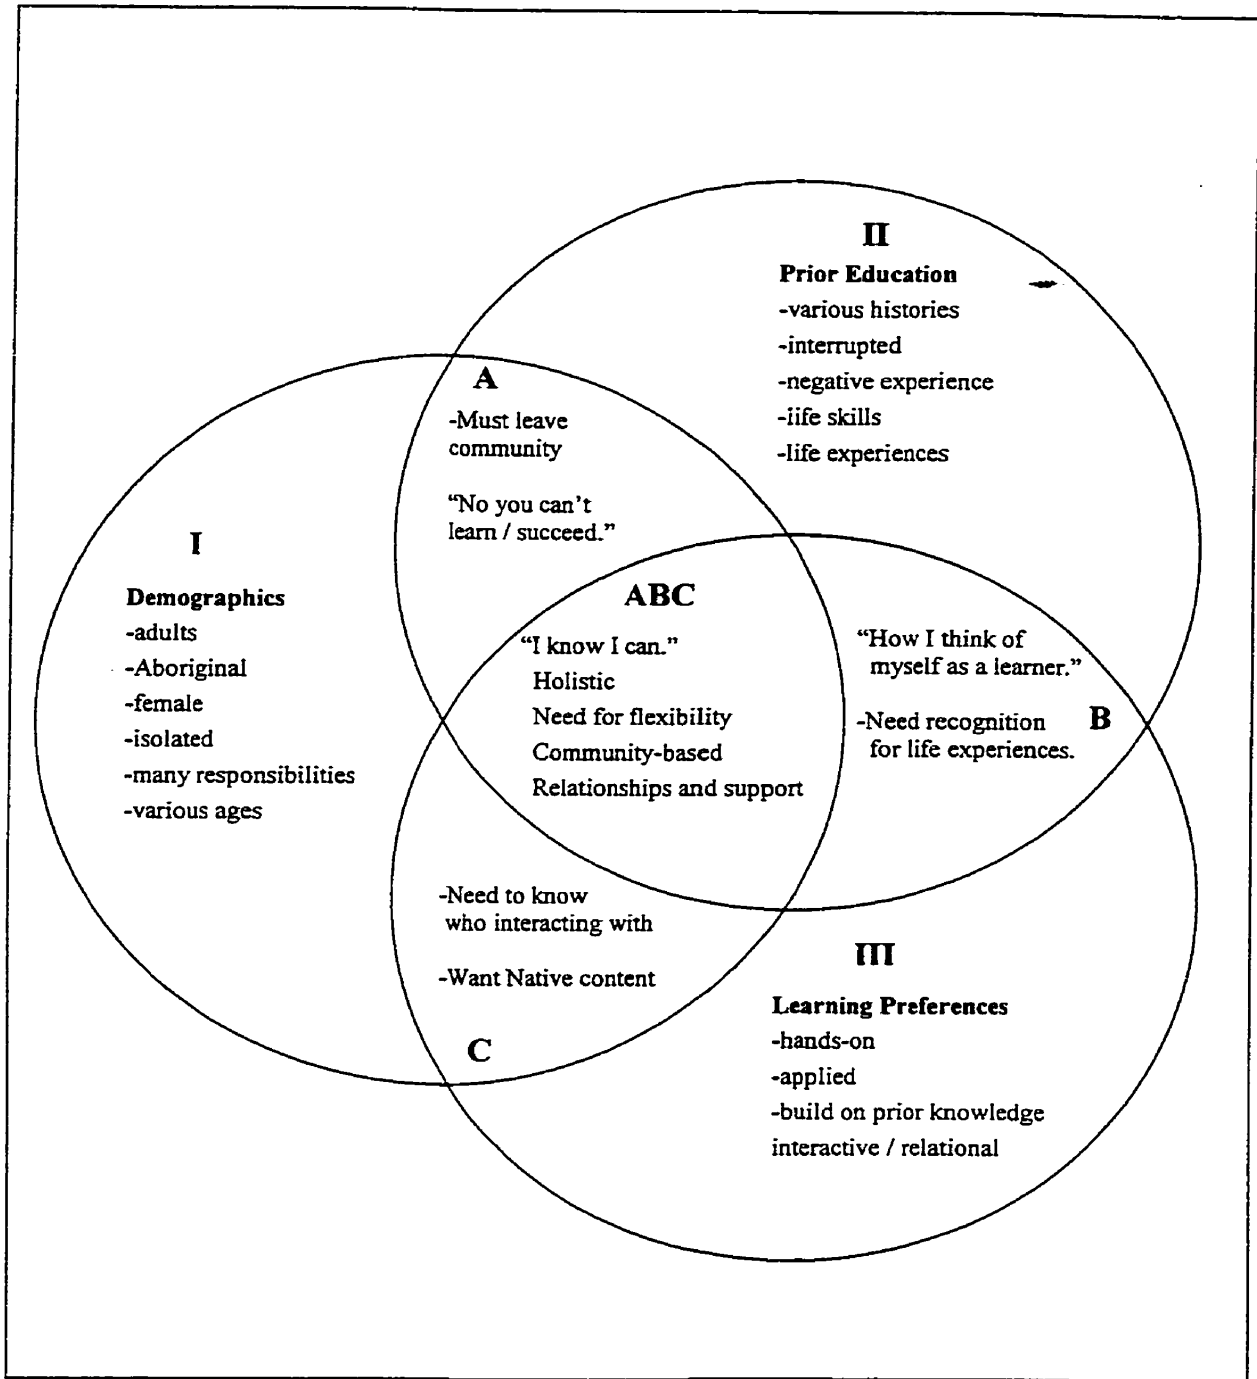 II
Prior Education
-various histories
-interrupted
-negative experience
-life skills
-life experiences
A
-Must leave
community
“No you can’t
learn / succeed.”
I
Demographics
-adults
-Aboriginal
-female
-isolated
-many responsibilities
-various ages
ABC
“I know I can.”
Holistic
Need for flexibility
Community-based
Relationships and support
“How I think of
myself as a learner.”
-Need recognition
for life experiences.
B
-Need to know
who interacting with
-Want Native content
C
III
Learning Preferences
-hands-on
-applied
-build on prior knowledge
interactive / relational